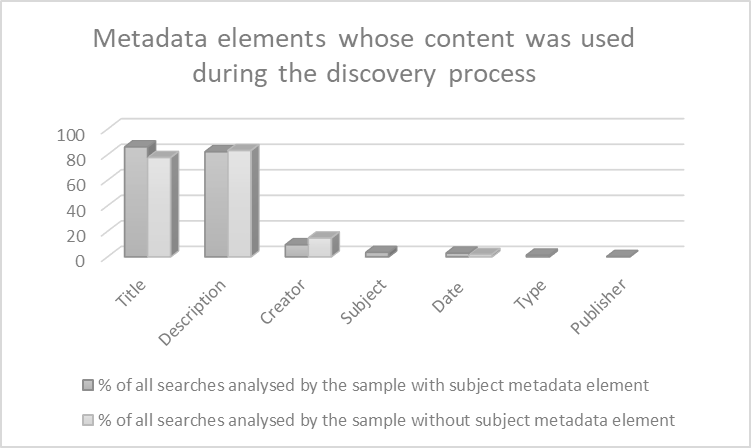 Metadata elements whose content was used
during the discovery process
100
80
60
40
20
0
Title
Description
Creator
Subject
Date
Type
Publisher
% of all searches analysed by the sample with subject metadata element
% of all searches analysed by the sample without subject metadata element